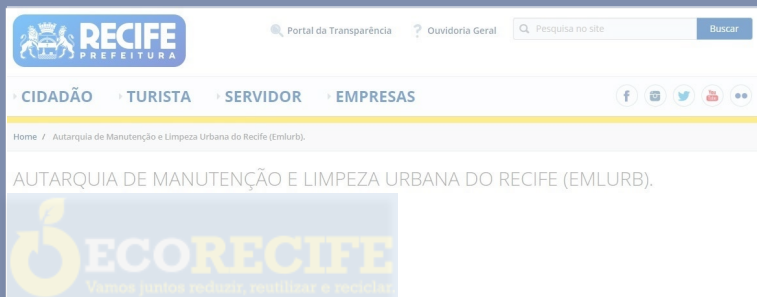 RECIFE
PREFEITURA
Portal da Transparência
Ouvidoria Geral
Pesquisa no site
Buscar
CIDADÃO
TURISTA
SERVIDOR
EMPRESAS
Home / Autarquia de Manutenção e Limpeza Urbana do Recife (Emlurb).
AUTARQUIA DE MANUTENÇÃO E LIMPEZA URBANA DO RECIFE (EMLURB).
ECORECIFE
Vamos juntos reduzir, reutilizar e reciclar.